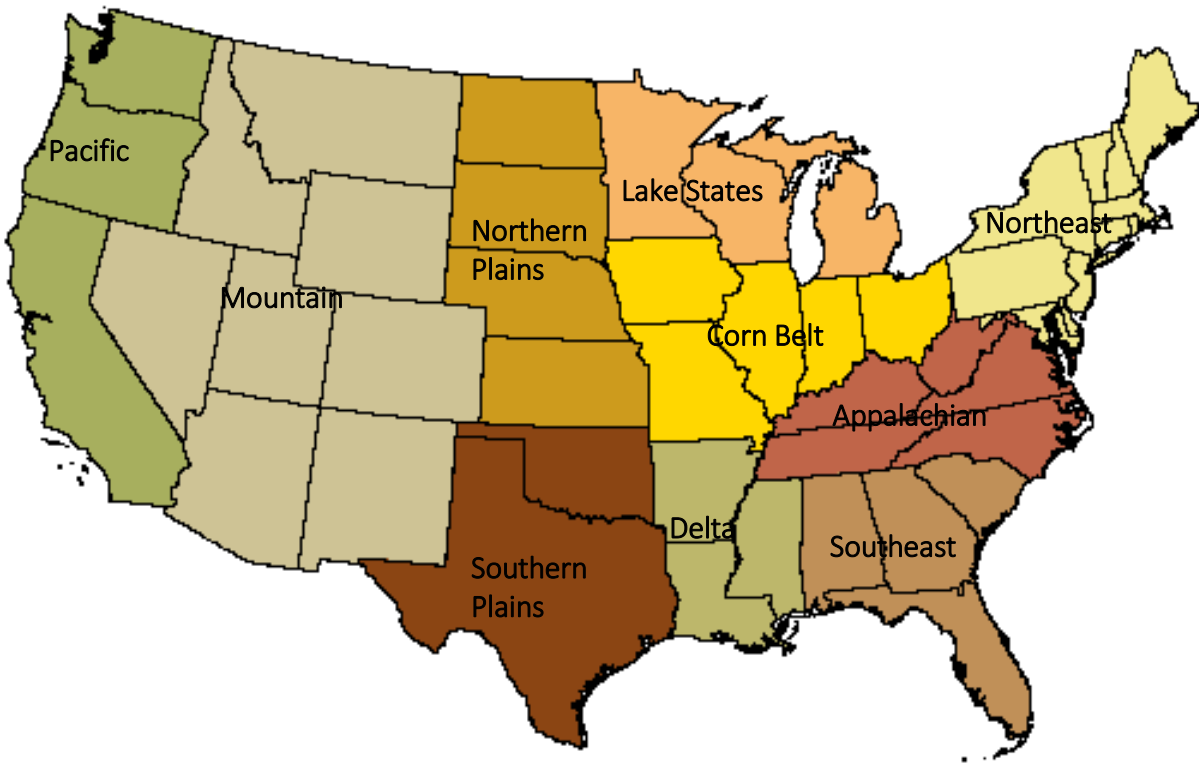 Pacific
Lake States
Northeast
Northern
Plains
Mountain
Corn Belt
Appalachian
Delta
Southeast
Southern
Plains